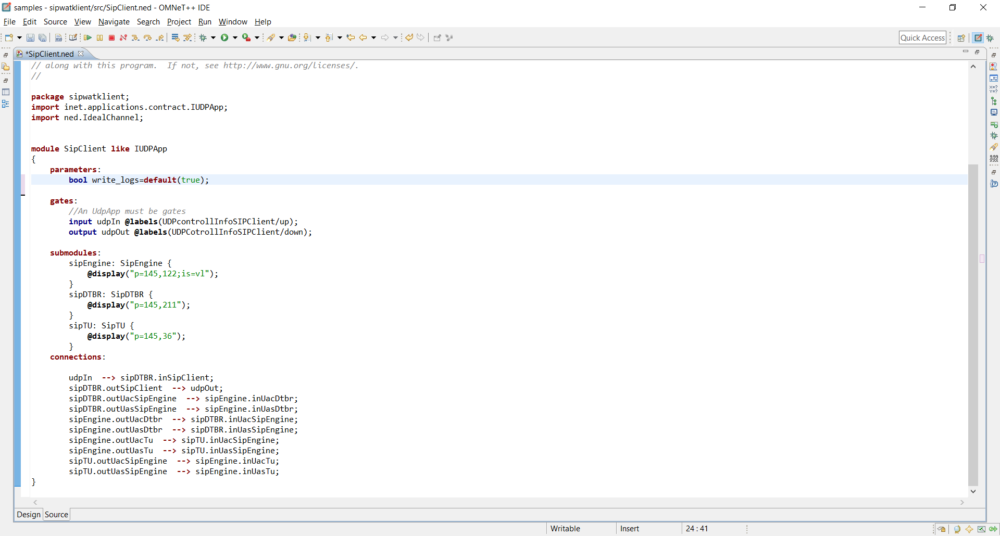 samples - sipwatklient/src/SipClient.ned - OMNeT++ IDE
File Edit Source View Navigate Search Project Run Window Help
Quick Access
*SipClient.ned
// along with this program.  If not, see http://www.gnu.org/licenses/.
//
package sipwatklient;
import inet.applications.contract.IUDPApp;
import ned.IdealChannel;
module SipClient like IUDPApp
{
    parameters:
        bool write_logs=default(true);
    gates:
        //An UdpApp must be gates
        input udpIn @labels(UDPcontrollInfoSIPClient/up);
        output udpOut @labels(UDPCotrollInfoSIPClient/down);
    submodules:
        sipEngine: SipEngine {
            @display("p=145,122;is=vl");
        }
        sipDTBR: SipDTBR {
            @display("p=145,211");
        }
        sipTU: SipTU {
            @display("p=145,36");
        }
    connections:
        udpIn  --> sipDTBR.inSipClient;
        sipDTBR.outSipClient  --> udpOut;
        sipDTBR.outUacSipEngine  --> sipEngine.inUacDtbr;
        sipDTBR.outUasSipEngine  --> sipEngine.inUasDtbr;
        sipEngine.outUacDtbr  --> sipDTBR.inUacSipEngine;
        sipEngine.outUasDtbr  --> sipDTBR.inUasSipEngine;
        sipEngine.outUacTu  --> sipTU.inUacSipEngine;
        sipEngine.outUasTu  --> sipTU.inUasSipEngine;
        sipTU.outUacSipEngine  --> sipEngine.inUacTu;
        sipTU.outUasSipEngine  --> sipEngine.inUasTu;
}
Design Source
Writable Insert 24 : 41